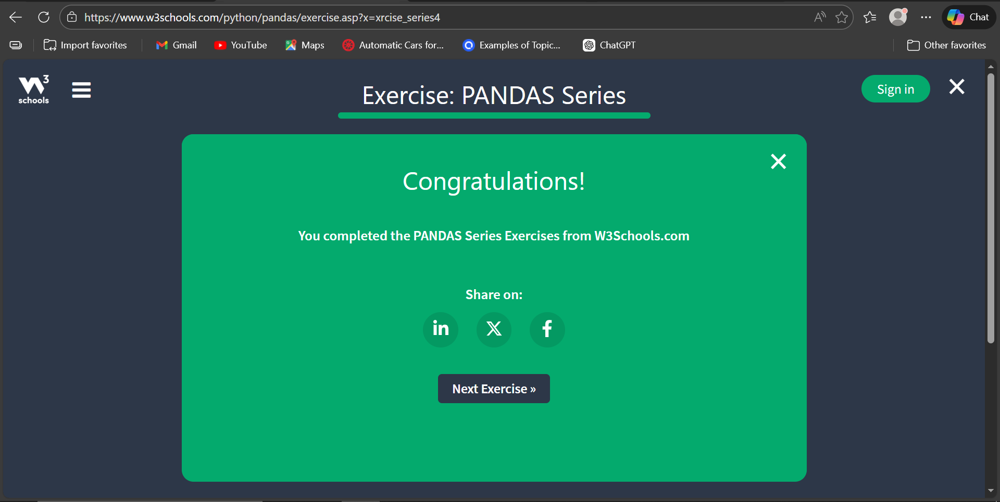 https://www.w3schools.com/python/pandas/exercise.asp?x=xrcise_series4
Chat
Import favorites
Gmail
YouTube
Maps
Automatic Cars for...
Examples of Topic...
ChatGPT
Other favorites
W3
schools
Exercise: PANDAS Series
Sign in
Congratulations!
You completed the PANDAS Series Exercises from W3Schools.com
Share on:
in
X
f
Next Exercise »